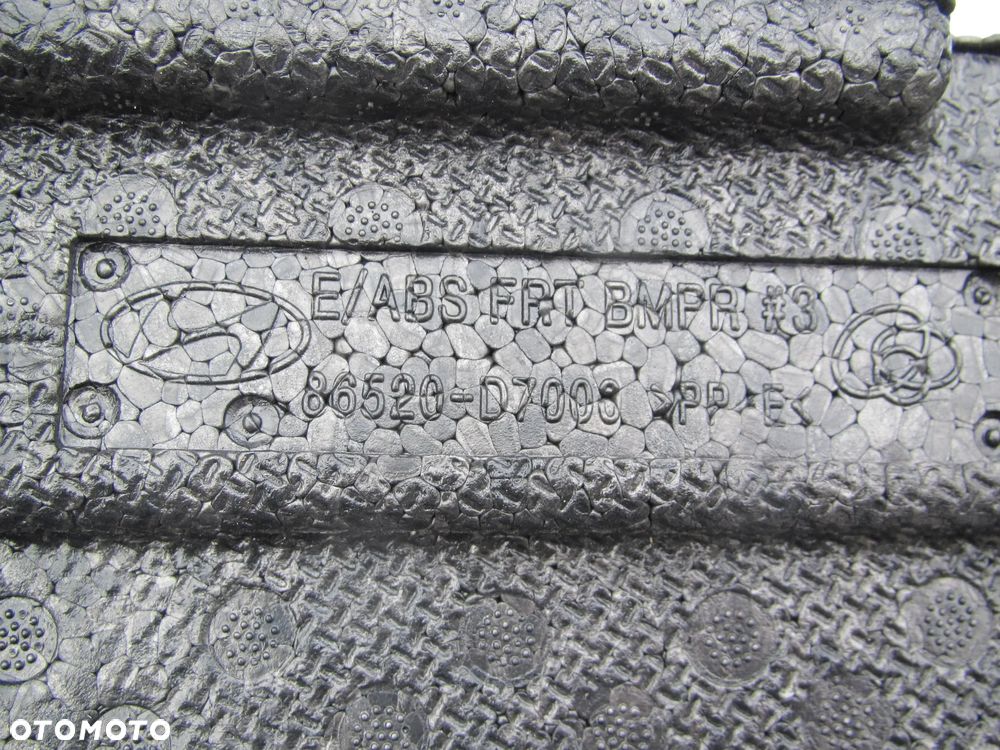 E/ABS FRT BMPR #3
86520-D7000 >PP E<
OTOMOTO